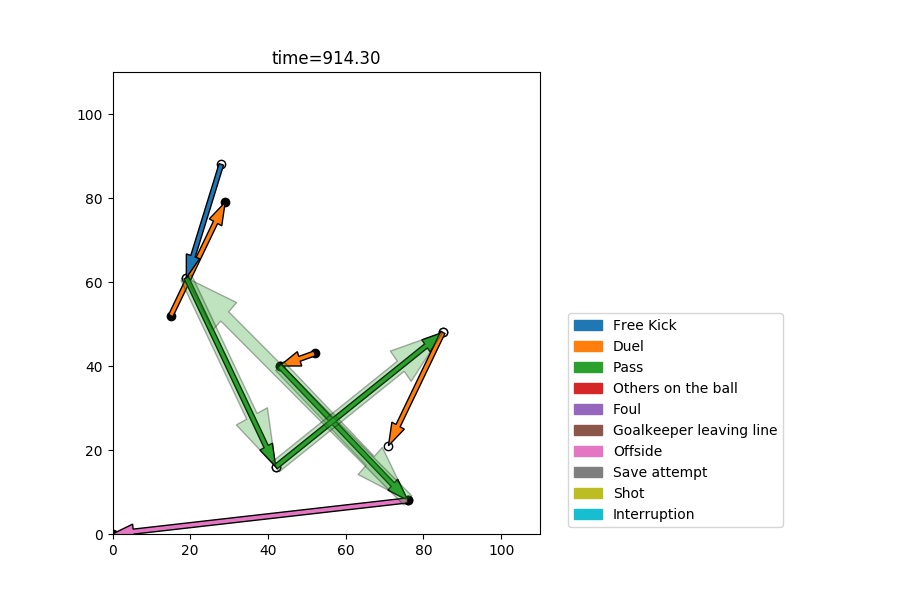 time=914.30
100
80
60
40
20
0
0 20 40 60 80 100
Free Kick
Duel
Pass
Others on the ball
Foul
Goalkeeper leaving line
Offside
Save attempt
Shot
Interruption